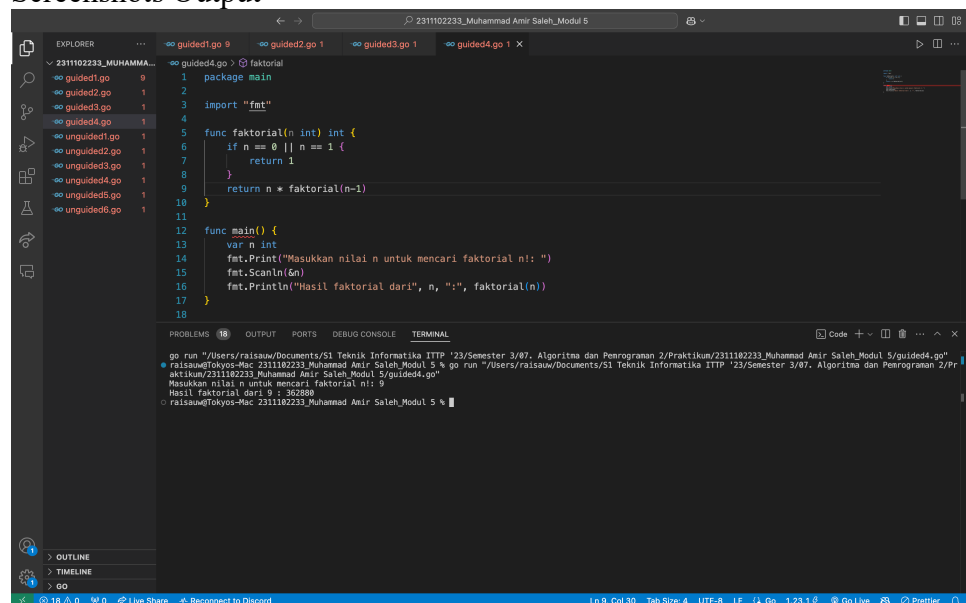 Screenshots Output
2311102233_Muhammad Amir Saleh_Modul 5
EXPLORER
guided1.go 9 guided2.go 1 guided3.go 1 guided4.go 1
2311102233_MUHAMMA...
guided1.go 9
guided2.go 1
guided3.go 1
guided4.go 1
unguided1.go 1
unguided2.go 1
unguided3.go 1
unguided4.go 1
unguided5.go 1
unguided6.go 1
guided4.go > faktorial
1 package main
2
3 import "fmt"
4
5 func faktorial(n int) int {
6 if n == 0 || n == 1 {
7 return 1
8 }
9 return n * faktorial(n-1)
10 }
11
12 func main() {
13 var n int
14 fmt.Print("Masukkan nilai n untuk mencari faktorial n!: ")
15 fmt.Scanln(&n)
16 fmt.Println("Hasil faktorial dari", n, ":", faktorial(n))
17 }
18
PROBLEMS 18 OUTPUT PORTS DEBUG CONSOLE TERMINAL Code
go run "/Users/raisauw/Documents/S1 Teknik Informatika ITTP '23/Semester 3/07. Algoritma dan Pemrograman 2/Praktikum/2311102233_Muhammad Amir Saleh_Modul 5/guided4.go"
raisauw@Tokyos-Mac 2311102233_Muhammad Amir Saleh_Modul 5 % go run "/Users/raisauw/Documents/S1 Teknik Informatika ITTP '23/Semester 3/07. Algoritma dan Pemrograman 2/Pr
aktikum/2311102233_Muhammad Amir Saleh_Modul 5/guided4.go"
Masukkan nilai n untuk mencari faktorial n!: 9
Hasil faktorial dari 9 : 362880
raisauw@Tokyos-Mac 2311102233_Muhammad Amir Saleh_Modul 5 %
OUTLINE
TIMELINE
GO
18 0 0 Live Share Reconnect to Discord Ln 9, Col 30 Tab Size: 4 UTF-8 LF Go 1.23.1 Go Live Prettier